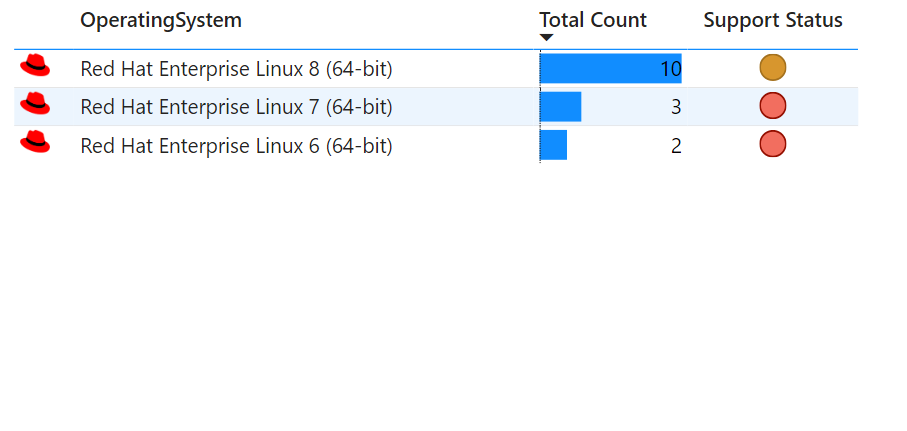 OperatingSystem Total Count Support Status
Red Hat Enterprise Linux 8 (64-bit) 10
Red Hat Enterprise Linux 7 (64-bit) 3
Red Hat Enterprise Linux 6 (64-bit) 2